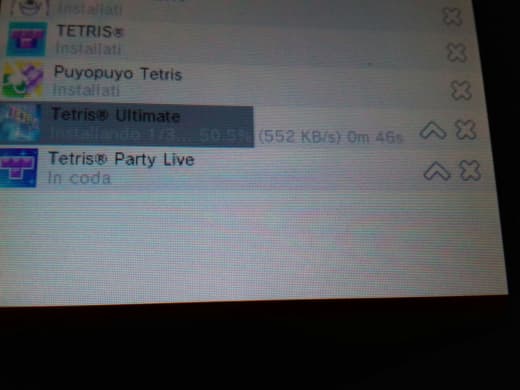 Installati
TETRIS®
Installati
Puyopuyo Tetris
Installati
Tetris® Ultimate
Installando 1/3... 50.5% (552 KB/s) 0m 46s
Tetris® Party Live
In coda